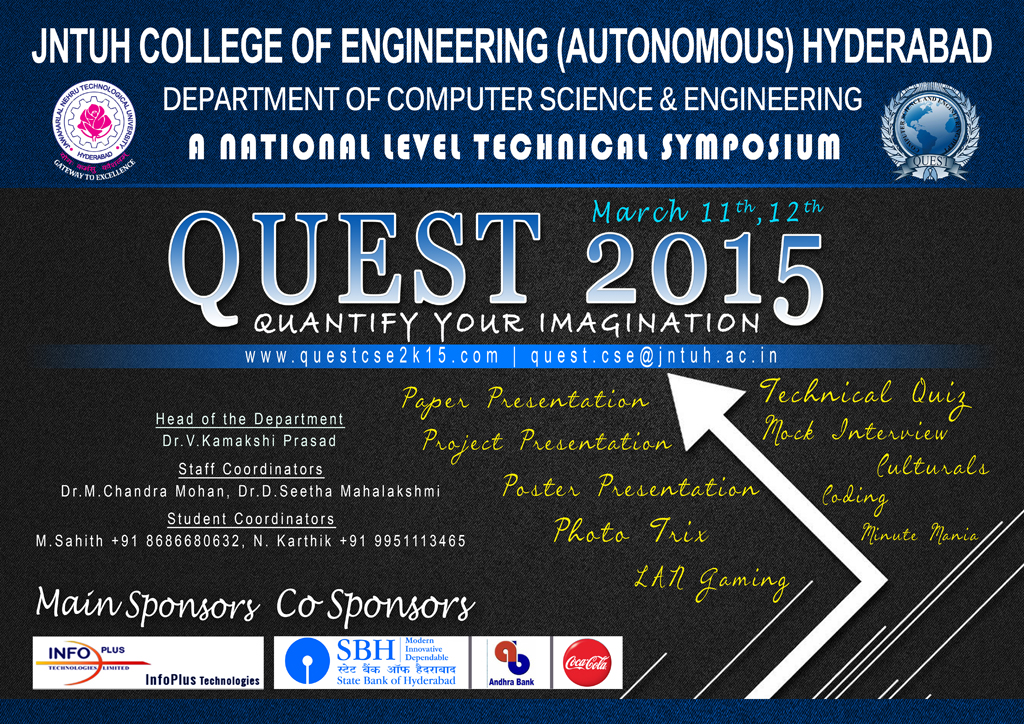 JNTUH COLLEGE OF ENGINEERING (AUTONOMOUS) HYDERABAD
DEPARTMENT OF COMPUTER SCIENCE & ENGINEERING
A NATIONAL LEVEL TECHNICAL SYMPOSIUM
JAWAHARLAL NEHRU TECHNOLOGICAL UNIVERSITY
HYDERABAD
GATEWAY TO EXCELLENCE
QUEST
March 11th, 12th
QUEST 2015
QUANTIFY YOUR IMAGINATION
www.questcse2k15.com | quest.cse@jntuh.ac.in
Head of the Department
Dr.V.Kamakshi Prasad
Staff Coordinators
Dr.M.Chandra Mohan, Dr.D.Seetha Mahalakshmi
Student Coordinators
M.Sahith +91 8686680632, N. Karthik +91 9951113465
Paper Presentation
Project Presentation
Poster Presentation
Photo Trix
LAN Gaming
Technical Quiz
Mock Interview
Culturals
Coding
Minute Mania
Main Sponsors
Co Sponsors
INFO PLUS
TECHNOLOGIES LIMITED
InfoPlus Technologies
SBH
Modern
Innovative
Dependable
स्टेट बैंक ऑफ हैदराबाद
State Bank of Hyderabad
Andhra Bank
Coca-Cola